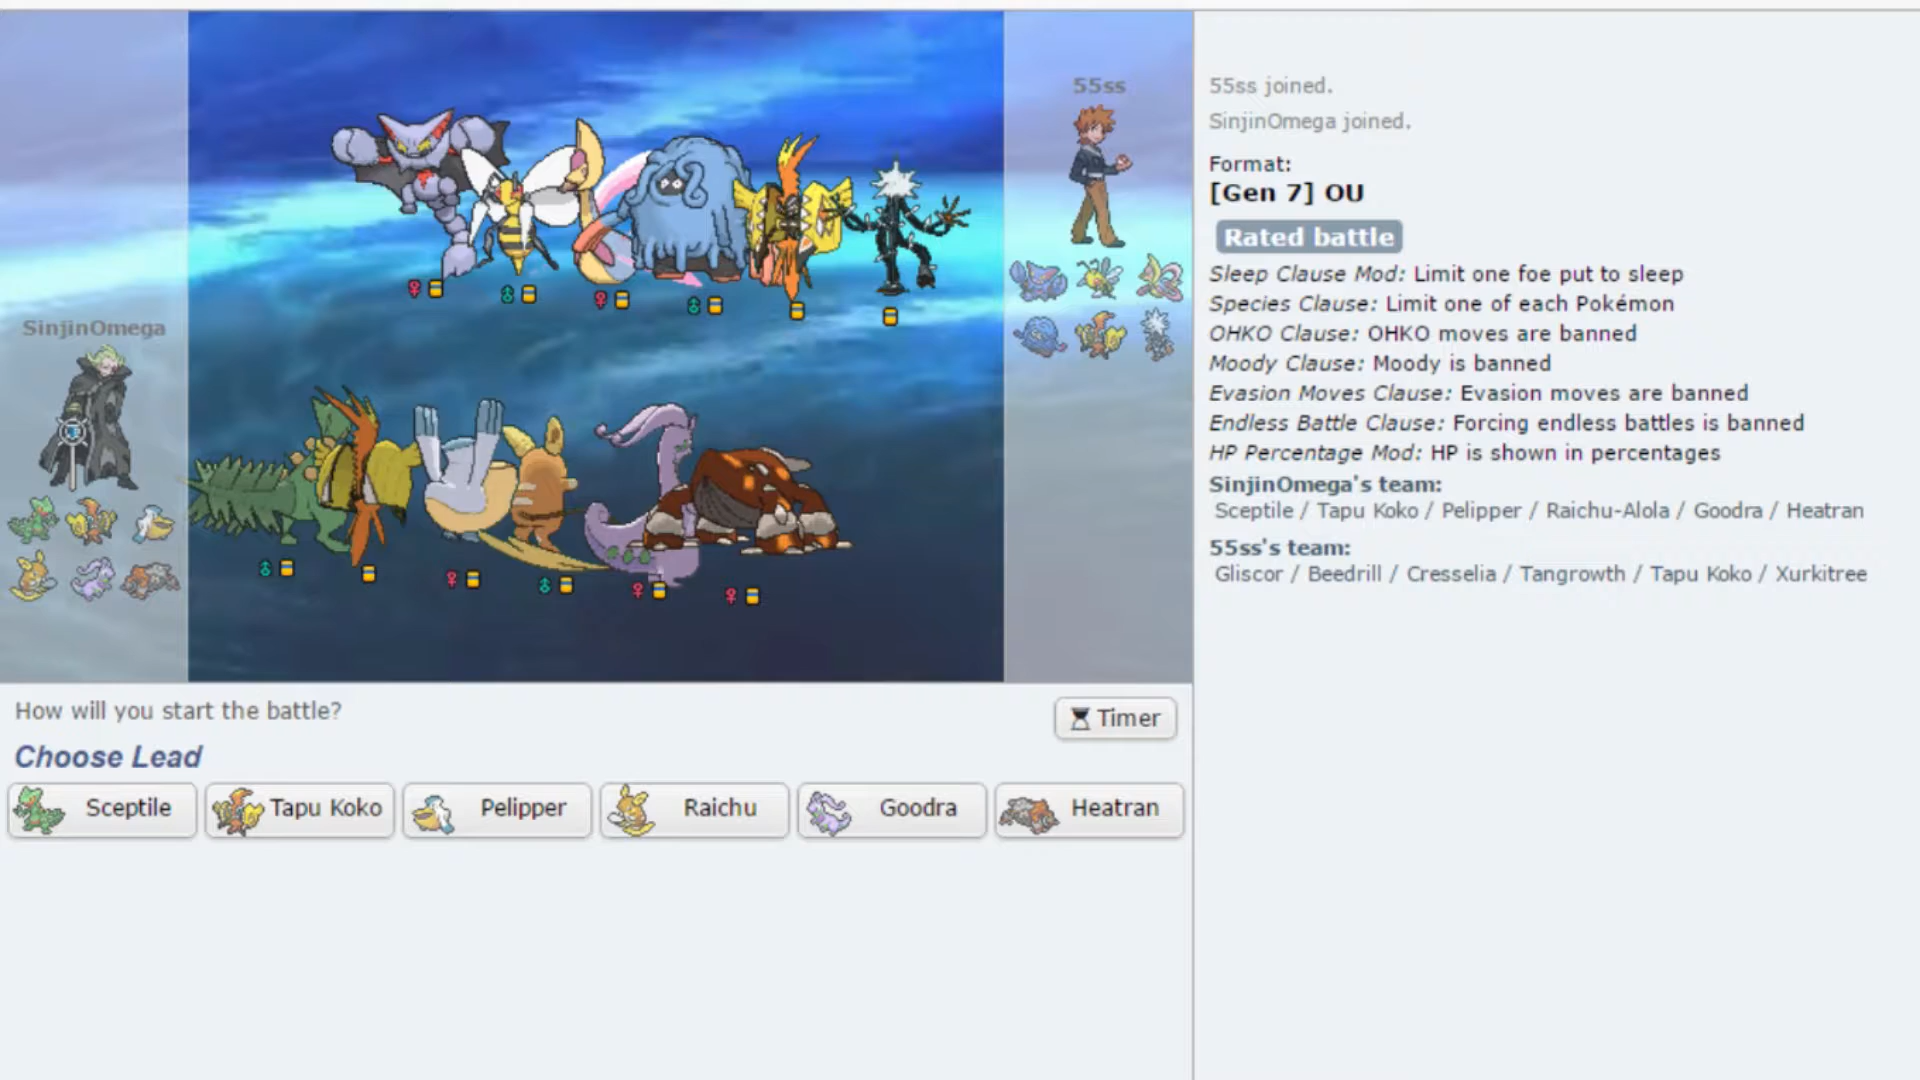 55ss
SinjinOmega
How will you start the battle?
Timer
Choose Lead
Sceptile
Tapu Koko
Pelipper
Raichu
Goodra
Heatran
55ss joined.
SinjinOmega joined.
Format:
[Gen 7] OU
Rated battle
Sleep Clause Mod: Limit one foe put to sleep
Species Clause: Limit one of each Pokémon
OHKO Clause: OHKO moves are banned
Moody Clause: Moody is banned
Evasion Moves Clause: Evasion moves are banned
Endless Battle Clause: Forcing endless battles is banned
HP Percentage Mod: HP is shown in percentages
SinjinOmega's team:
Sceptile / Tapu Koko / Pelipper / Raichu-Alola / Goodra / Heatran
55ss's team:
Gliscor / Beedrill / Cresselia / Tangrowth / Tapu Koko / Xurkitree